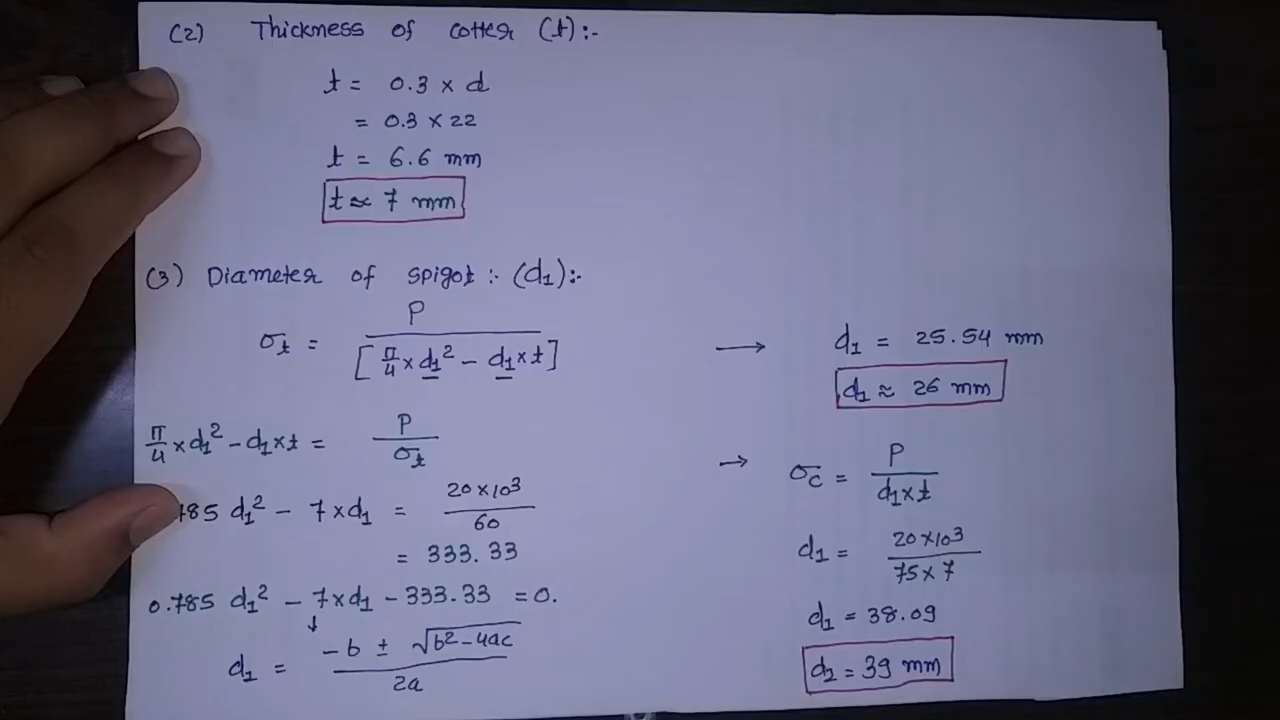 (2) Thickness of cotter (t):-
t = 0.3 × d
= 0.3 × 22
t = 6.6 mm
t ≈ 7 mm
(3) Diameter of spigot :- (d1):-
σt = P / [π/4 × d1² - d1 × t]
π/4 × d1² - d1 × t = P / σt
785 d1² - 7 × d1 = 20 × 10³ / 60
= 333.33
0.785 d1² - 7 × d1 - 333.33 = 0.
↓
d1 = -b ± √b² - 4ac / 2a
→ d1 = 25.54 mm
d1 ≈ 26 mm
→ σc = P / d1 × t
d1 = 20 × 10³ / 75 × 7
d1 = 38.09
d2 = 39 mm